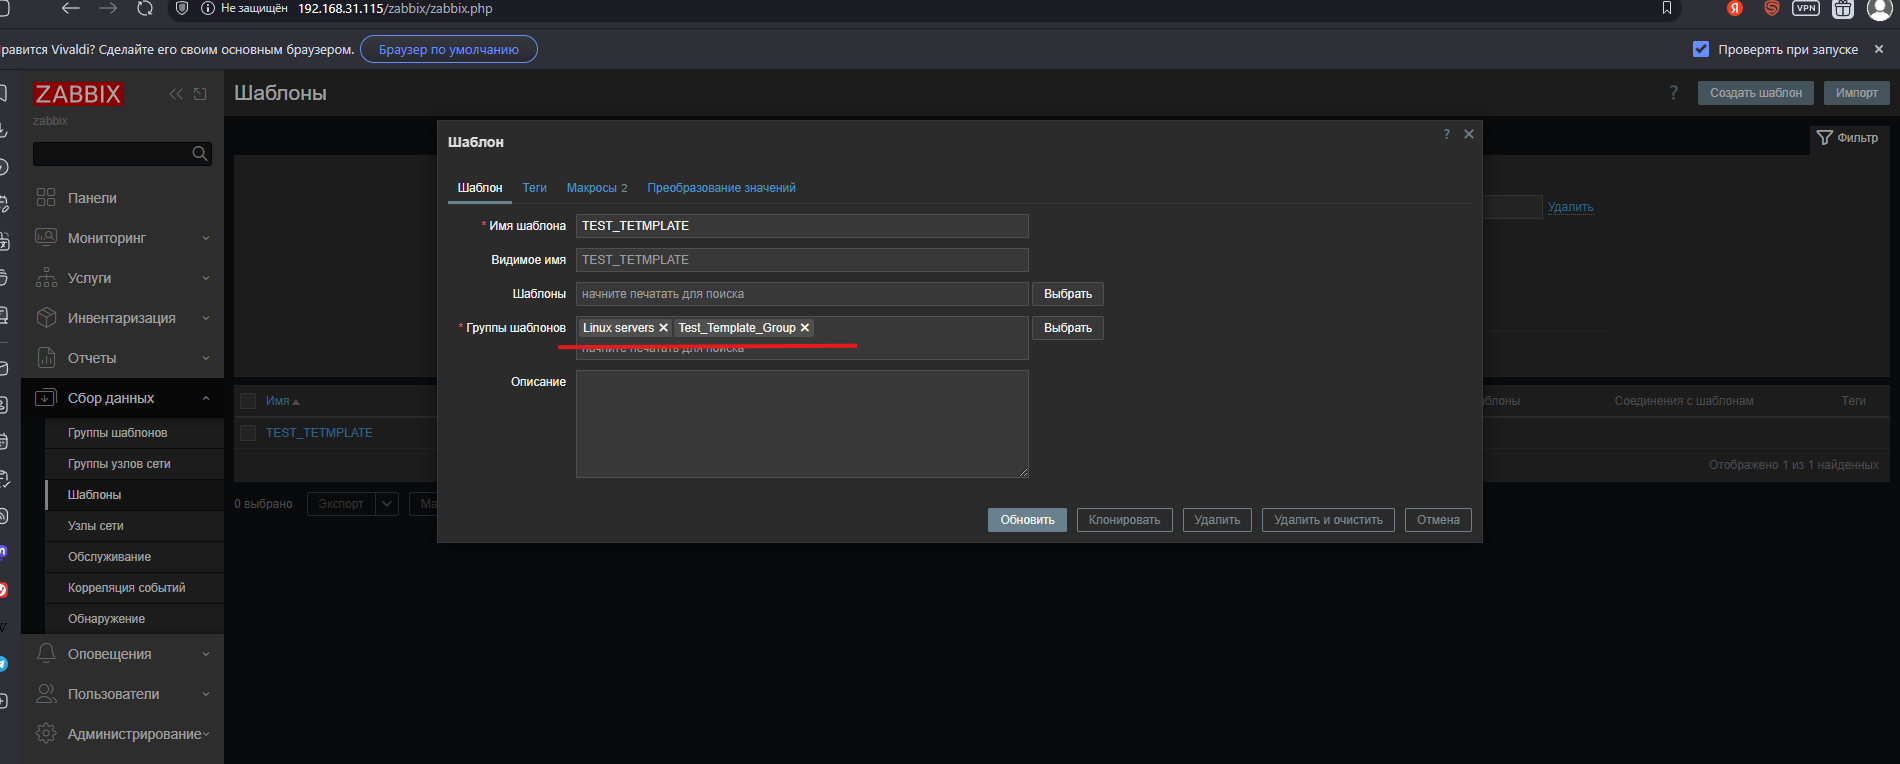 Не защищён 192.168.31.115/zabbix/zabbix.php
VPN
равится Vivaldi? Сделайте его своим основным браузером. Браузер по умолчанию
Проверять при запуске
ZABBIX
zabbix
Панели
Мониторинг
Услуги
Инвентаризация
Отчеты
Сбор данных
Группы шаблонов
Группы узлов сети
Шаблоны
Узлы сети
Обслуживание
Корреляция событий
Обнаружение
Оповещения
Пользователи
Администрирование
Шаблоны
? Создать шаблон Импорт
Фильтр
Удалить
Имя
TEST_TETMPLATE
блоны Соединения с шаблонам Теги
Отображено 1 из 1 найденных
0 выбрано Экспорт Ма
Шаблон ?
Шаблон Теги Макросы 2 Преобразование значений
* Имя шаблона TEST_TETMPLATE
Видимое имя TEST_TETMPLATE
Шаблоны начните печатать для поиска Выбрать
* Группы шаблонов Linux servers Test_Template_Group Выбрать
начните печатать для поиска
Описание
Обновить Клонировать Удалить Удалить и очистить Отмена